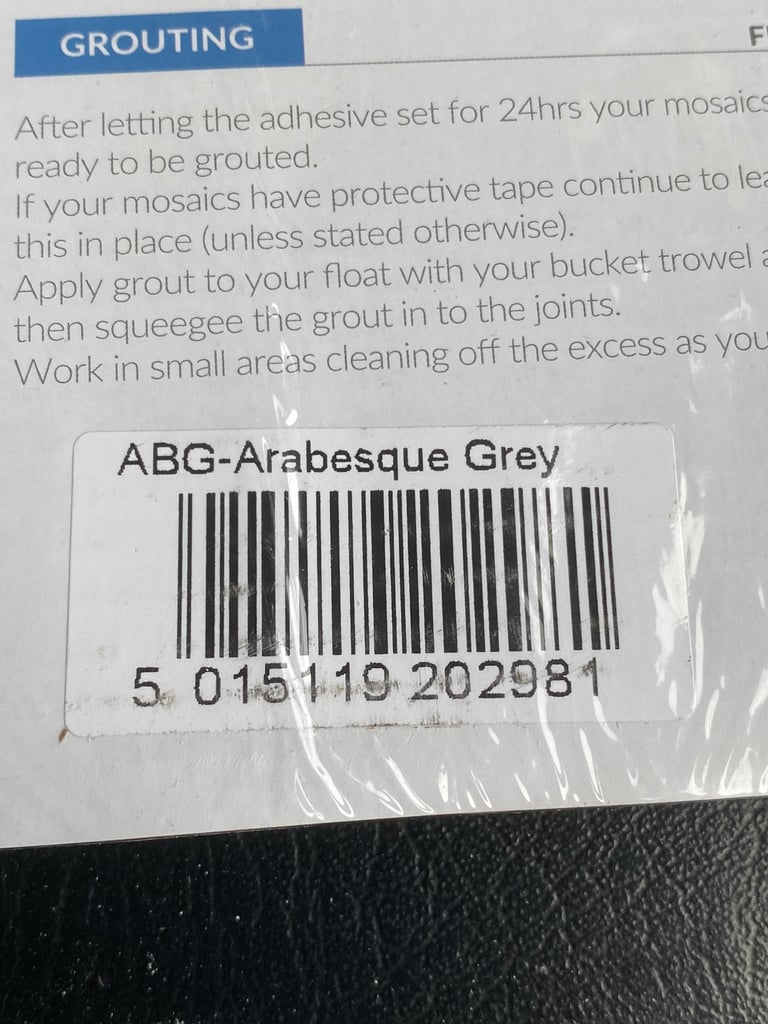 GROUTING
After letting the adhesive set for 24hrs your mosaics
ready to be grouted.
If your mosaics have protective tape continue to
this in place (unless stated otherwise).
Apply grout to your float with your bucket trowel
then squeegee the grout in to the joints.
Work in small areas cleaning off the excess as you
ABG-Arabesque Grey
5 015119 202981